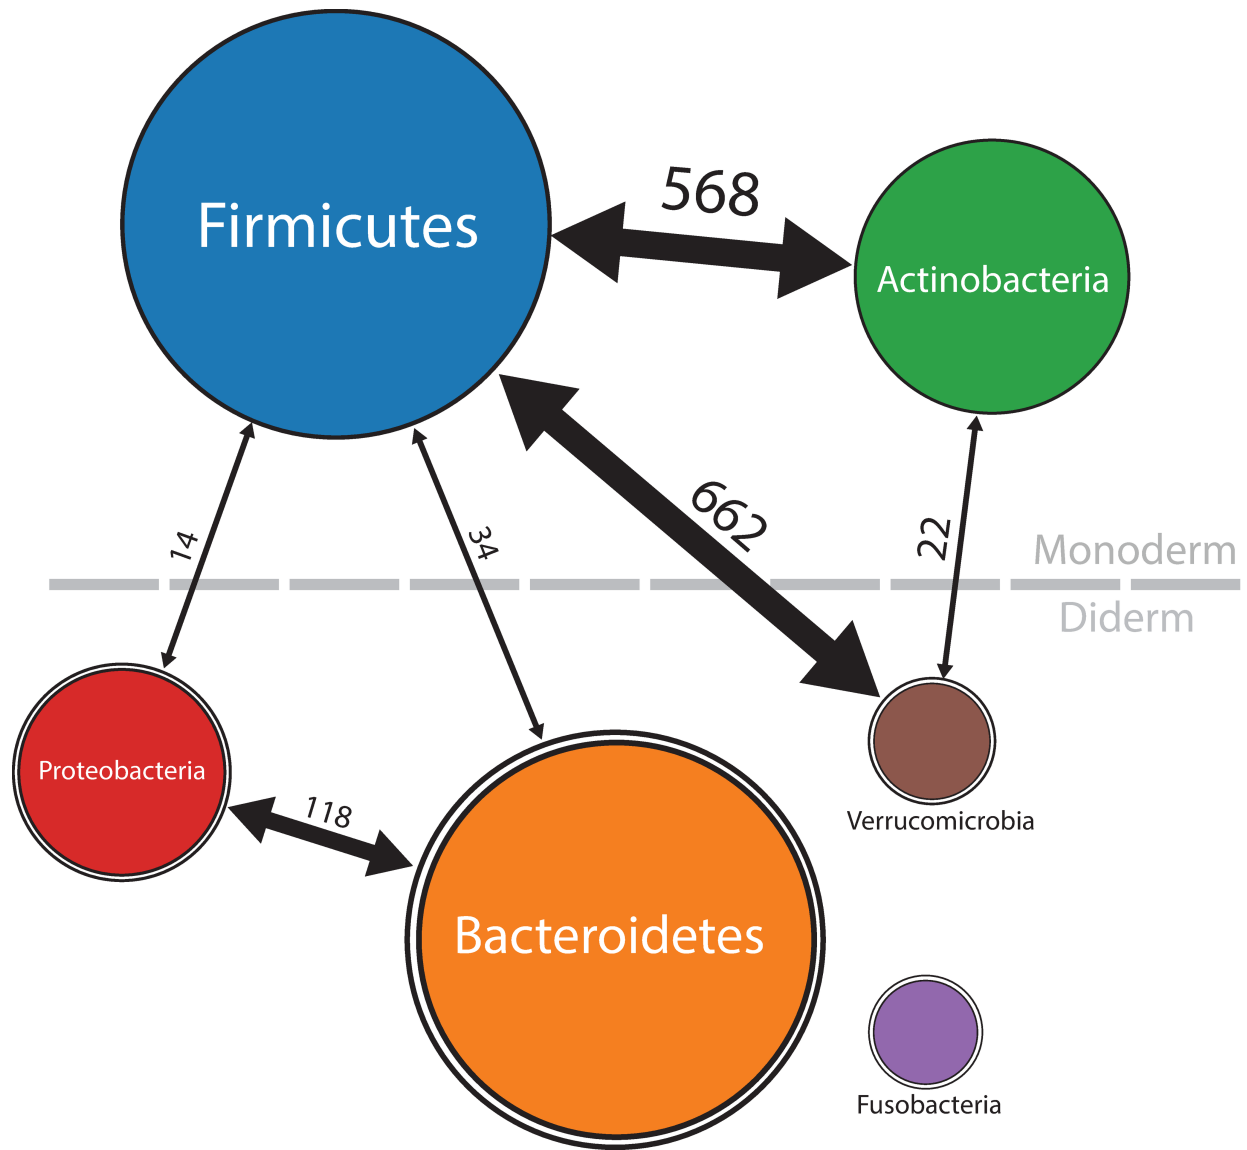 568
Firmicutes
Actinobacteria
662
14
34
22
Monoderm
Diderm
Proteobacteria
118
Verrucomicrobia
Bacteroidetes
Fusobacteria